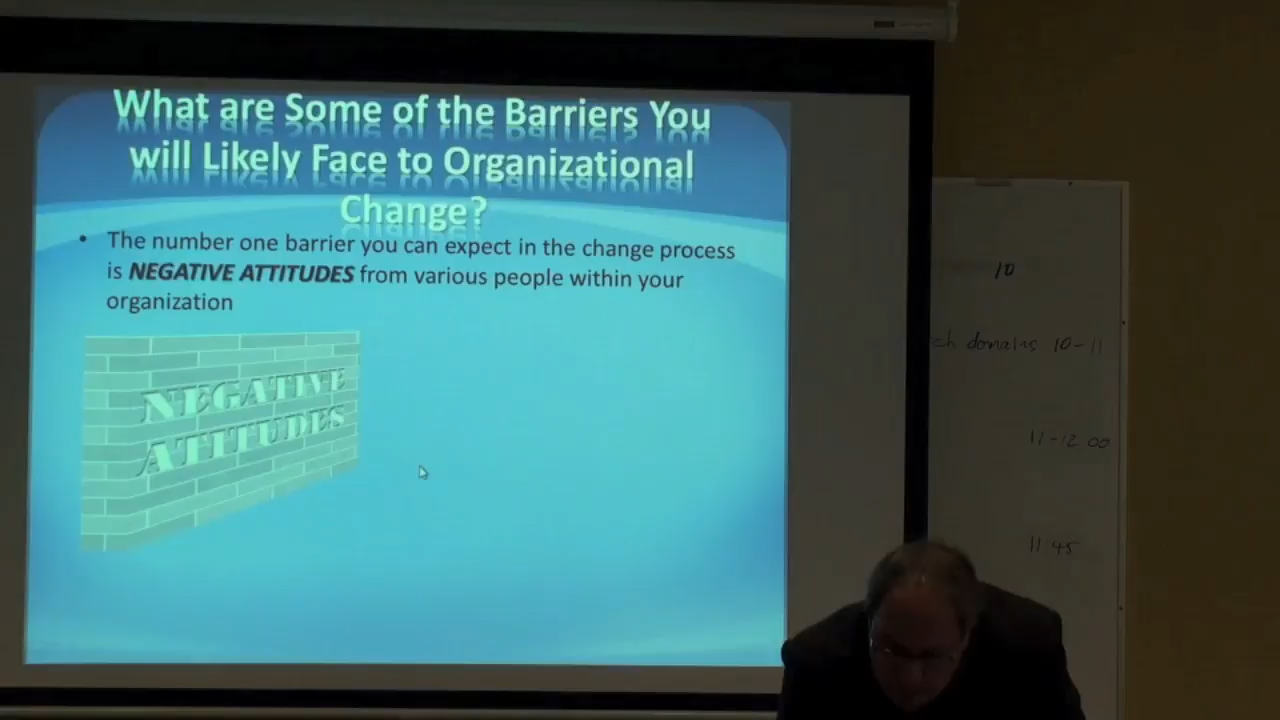 What are Some of the Barriers You
will Likely Face to Organizational
Change?
• The number one barrier you can expect in the change process
is NEGATIVE ATTITUDES from various people within your
organization
NEGATIVE
ATTITUDES
10
domains 10-11
11-12 00
11 45